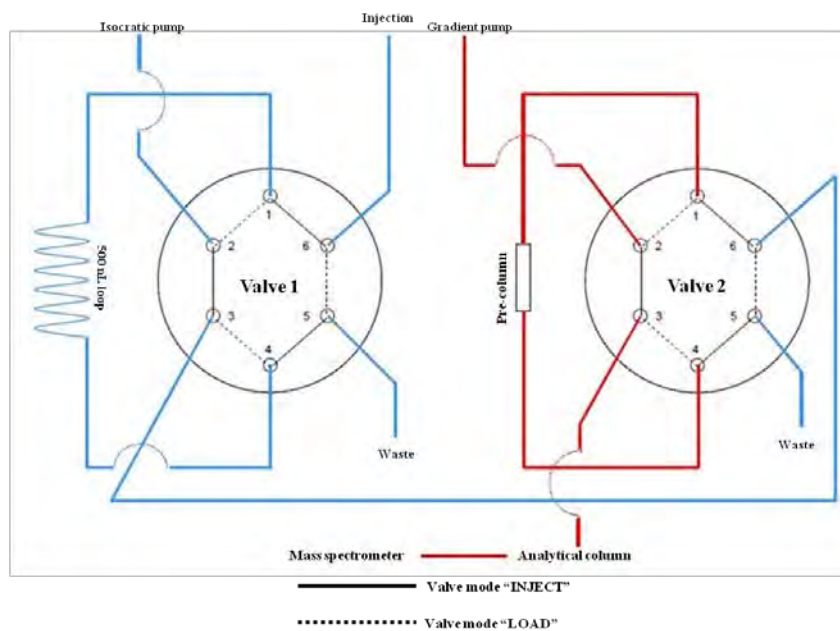 Isocratic pump
Injection
Gradient pump
1
2
6
Valve 1
3
5
4
500 nL loop
Waste
1
2
6
Valve 2
3
5
4
Pre-column
Waste
Mass spectrometer
Analytical column
Valve mode “INJECT”
Valve mode “LOAD”